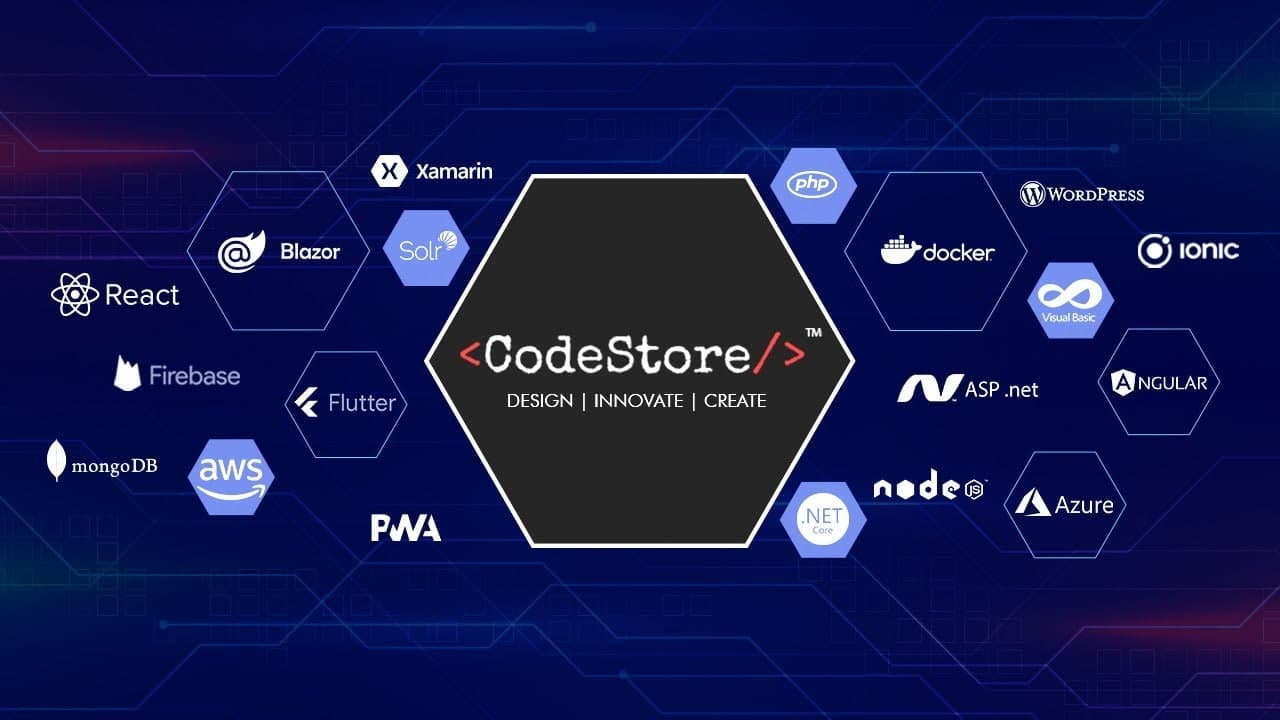 Xamarin
Blazor
Solr
React
Firebase
Flutter
mongoDB
aws
PWA
<CodeStore/>™
DESIGN | INNOVATE | CREATE
php
WORDPRESS
docker
IONIC
Visual Basic
ASP .net
ANGULAR
node JS
Azure
.NET
Core